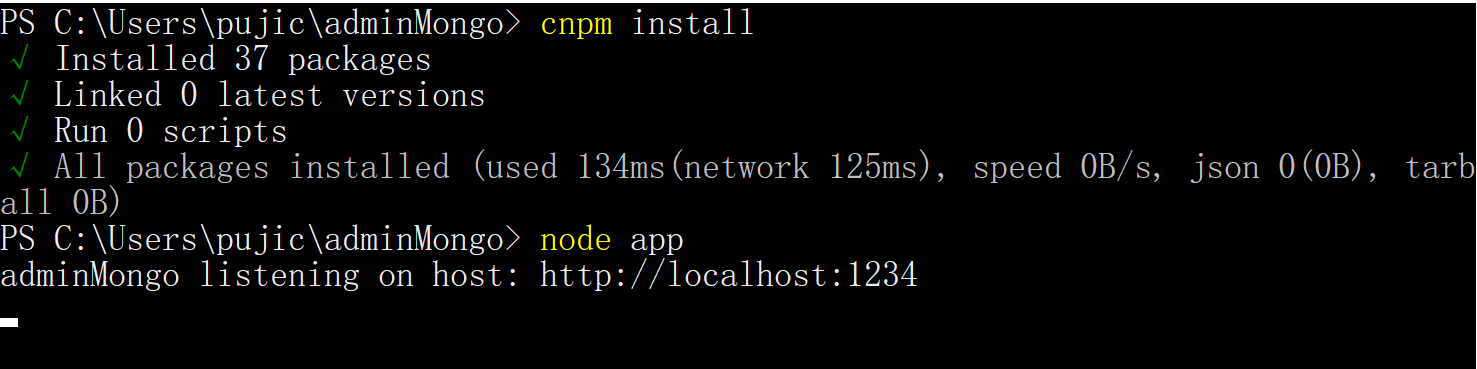 PS C:\Users\pujic\adminMongo> cnpm install
√ Installed 37 packages
√ Linked 0 latest versions
√ Run 0 scripts
√ All packages installed (used 134ms(network 125ms), speed 0B/s, json 0(0B), tarb
all 0B)
PS C:\Users\pujic\adminMongo> node app
adminMongo listening on host: http://localhost:1234